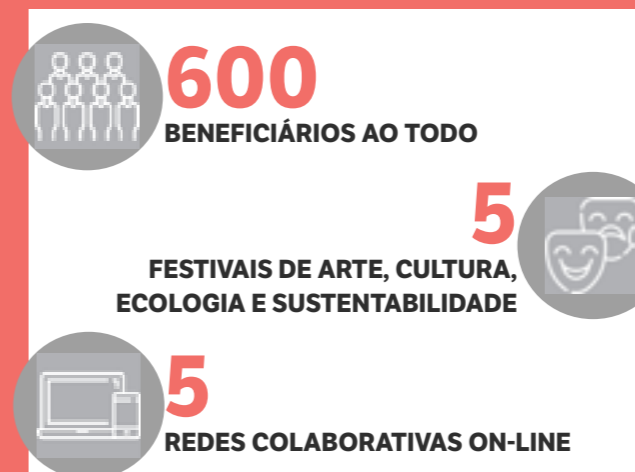 600
BENEFICIÁRIOS AO TODO
5
FESTIVAIS DE ARTE, CULTURA,
ECOLOGIA E SUSTENTABILIDADE
5
REDES COLABORATIVAS ON-LINE